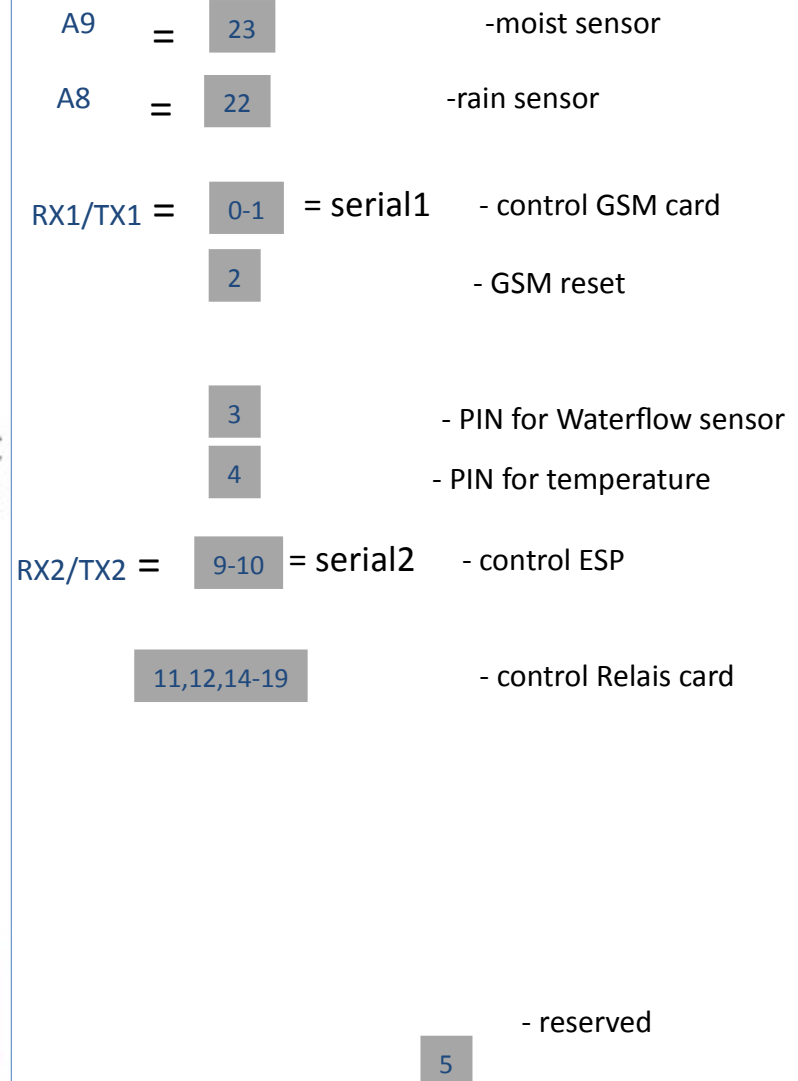 A9 = 23 -moist sensor
A8 = 22 -rain sensor
RX1/TX1 = 0-1 = serial1 - control GSM card
2 - GSM reset
3 - PIN for Waterflow sensor
4 - PIN for temperature
RX2/TX2 = 9-10 = serial2 - control ESP
11,12,14-19 - control Relais card
- reserved
5